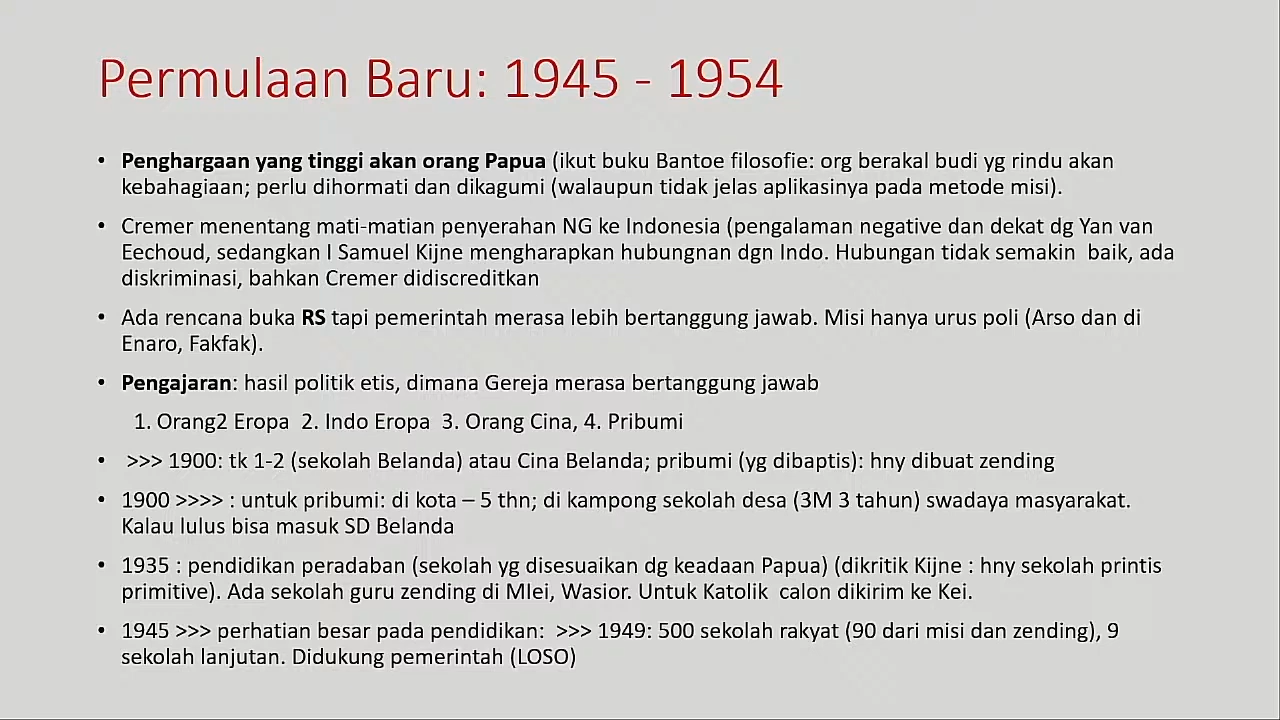 Permulaan Baru: 1945 - 1954
• Penghargaan yang tinggi akan orang Papua (ikut buku Bantoe filosofie: org berakal budi yg rindu akan
kebahagiaan; perlu dihormati dan dikagumi (walaupun tidak jelas aplikasinya pada metode misi).
• Cremer menentang mati-matian penyerahan NG ke Indonesia (pengalaman negative dan dekat dg Yan van
Eechoud, sedangkan I Samuel Kijne mengharapkan hubungnan dgn Indo. Hubungan tidak semakin  baik, ada
diskriminasi, bahkan Cremer didiscreditkan
• Ada rencana buka RS tapi pemerintah merasa lebih bertanggung jawab. Misi hanya urus poli (Arso dan di
Enaro, Fakfak).
• Pengajaran: hasil politik etis, dimana Gereja merasa bertanggung jawab
1. Orang2 Eropa  2. Indo Eropa  3. Orang Cina, 4. Pribumi
• >>> 1900: tk 1-2 (sekolah Belanda) atau Cina Belanda; pribumi (yg dibaptis): hny dibuat zending
• 1900 >>>> : untuk pribumi: di kota – 5 thn; di kampong sekolah desa (3M 3 tahun) swadaya masyarakat.
Kalau lulus bisa masuk SD Belanda
• 1935 : pendidikan peradaban (sekolah yg disesuaikan dg keadaan Papua) (dikritik Kijne : hny sekolah printis
primitive). Ada sekolah guru zending di MIei, Wasior. Untuk Katolik  calon dikirim ke Kei.
• 1945 >>> perhatian besar pada pendidikan:  >>> 1949: 500 sekolah rakyat (90 dari misi dan zending), 9
sekolah lanjutan. Didukung pemerintah (LOSO)